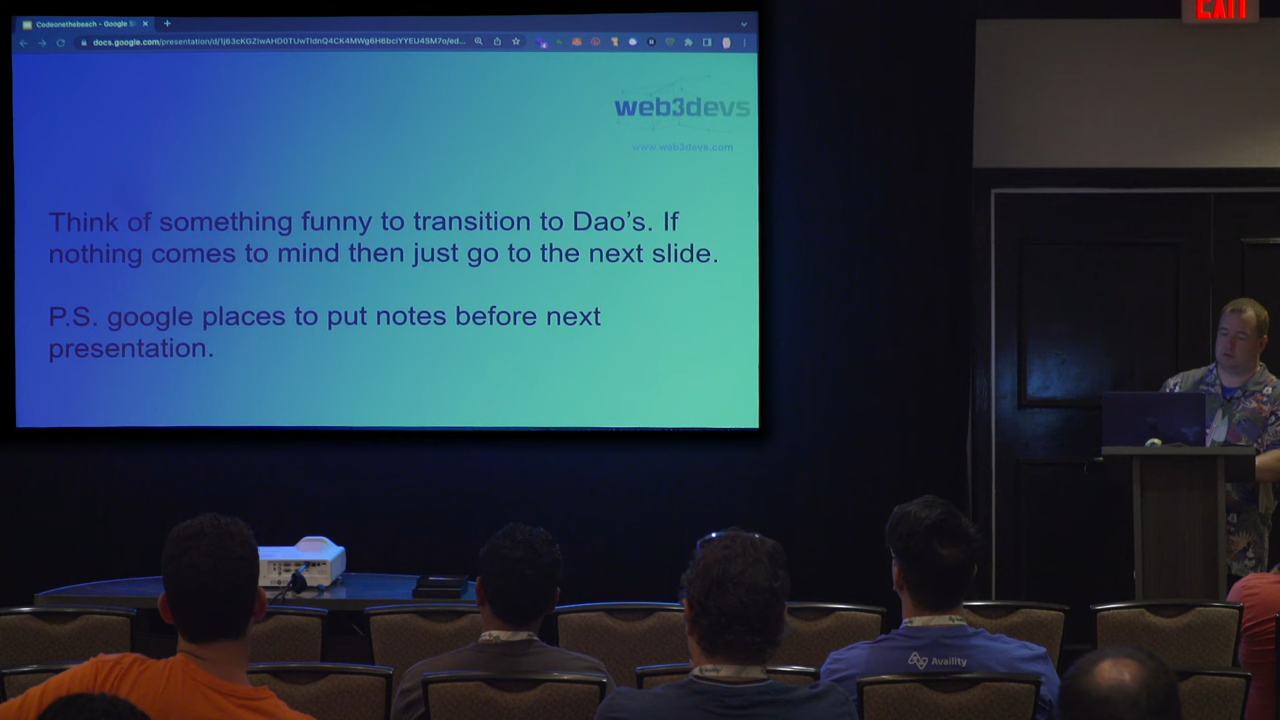 EXIT
Codeonthebeach - Google Sl
docs.google.com/presentation/d/1j63cKGZIwAHD0TUwTIdnQ4CK4MWg6H6bciYYEU4SM7o/ed...
web3devs
www.web3devs.com
Think of something funny to transition to Dao's. If
nothing comes to mind then just go to the next slide.
P.S. google places to put notes before next
presentation.
Availity